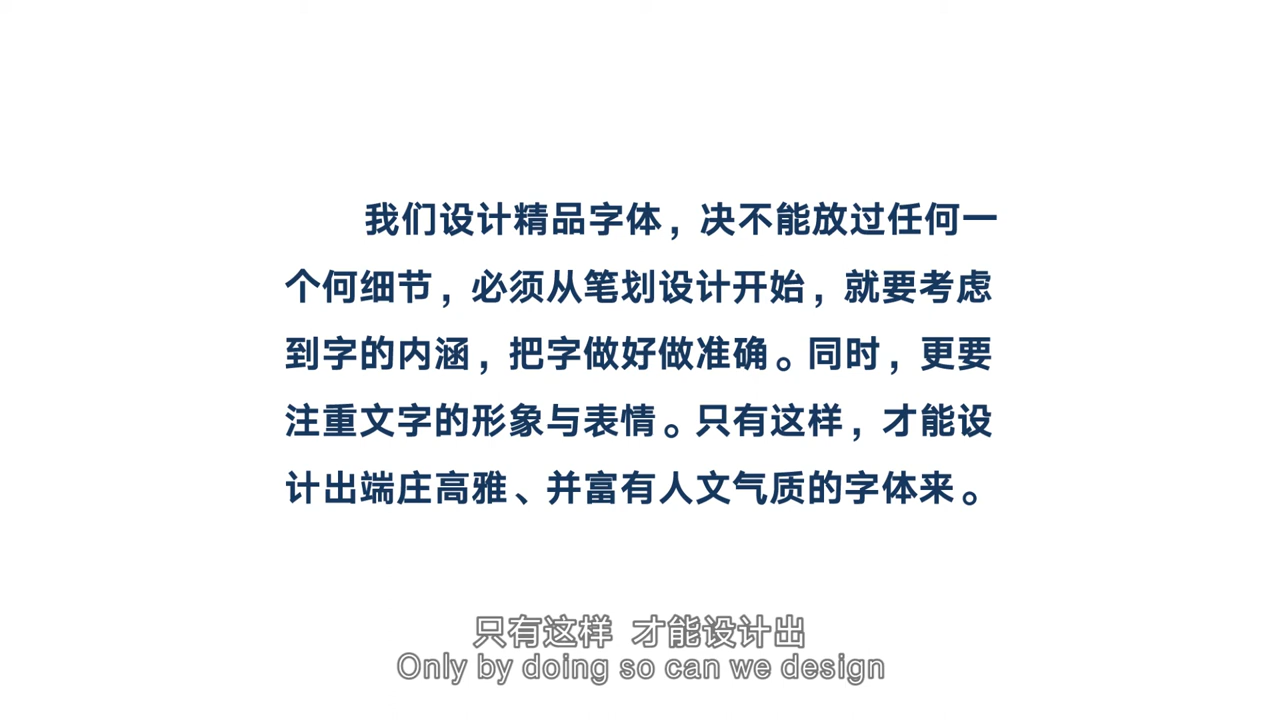 我们设计精品字体，决不能放过任何一
个何细节，必须从笔划设计开始，就要考虑
到字的内涵，把字做好做准确。同时，更要
注重文字的形象与表情。只有这样，才能设
计出端庄高雅、并富有人文气质的字体来。
只有这样 才能设计出
Only by doing so can we design